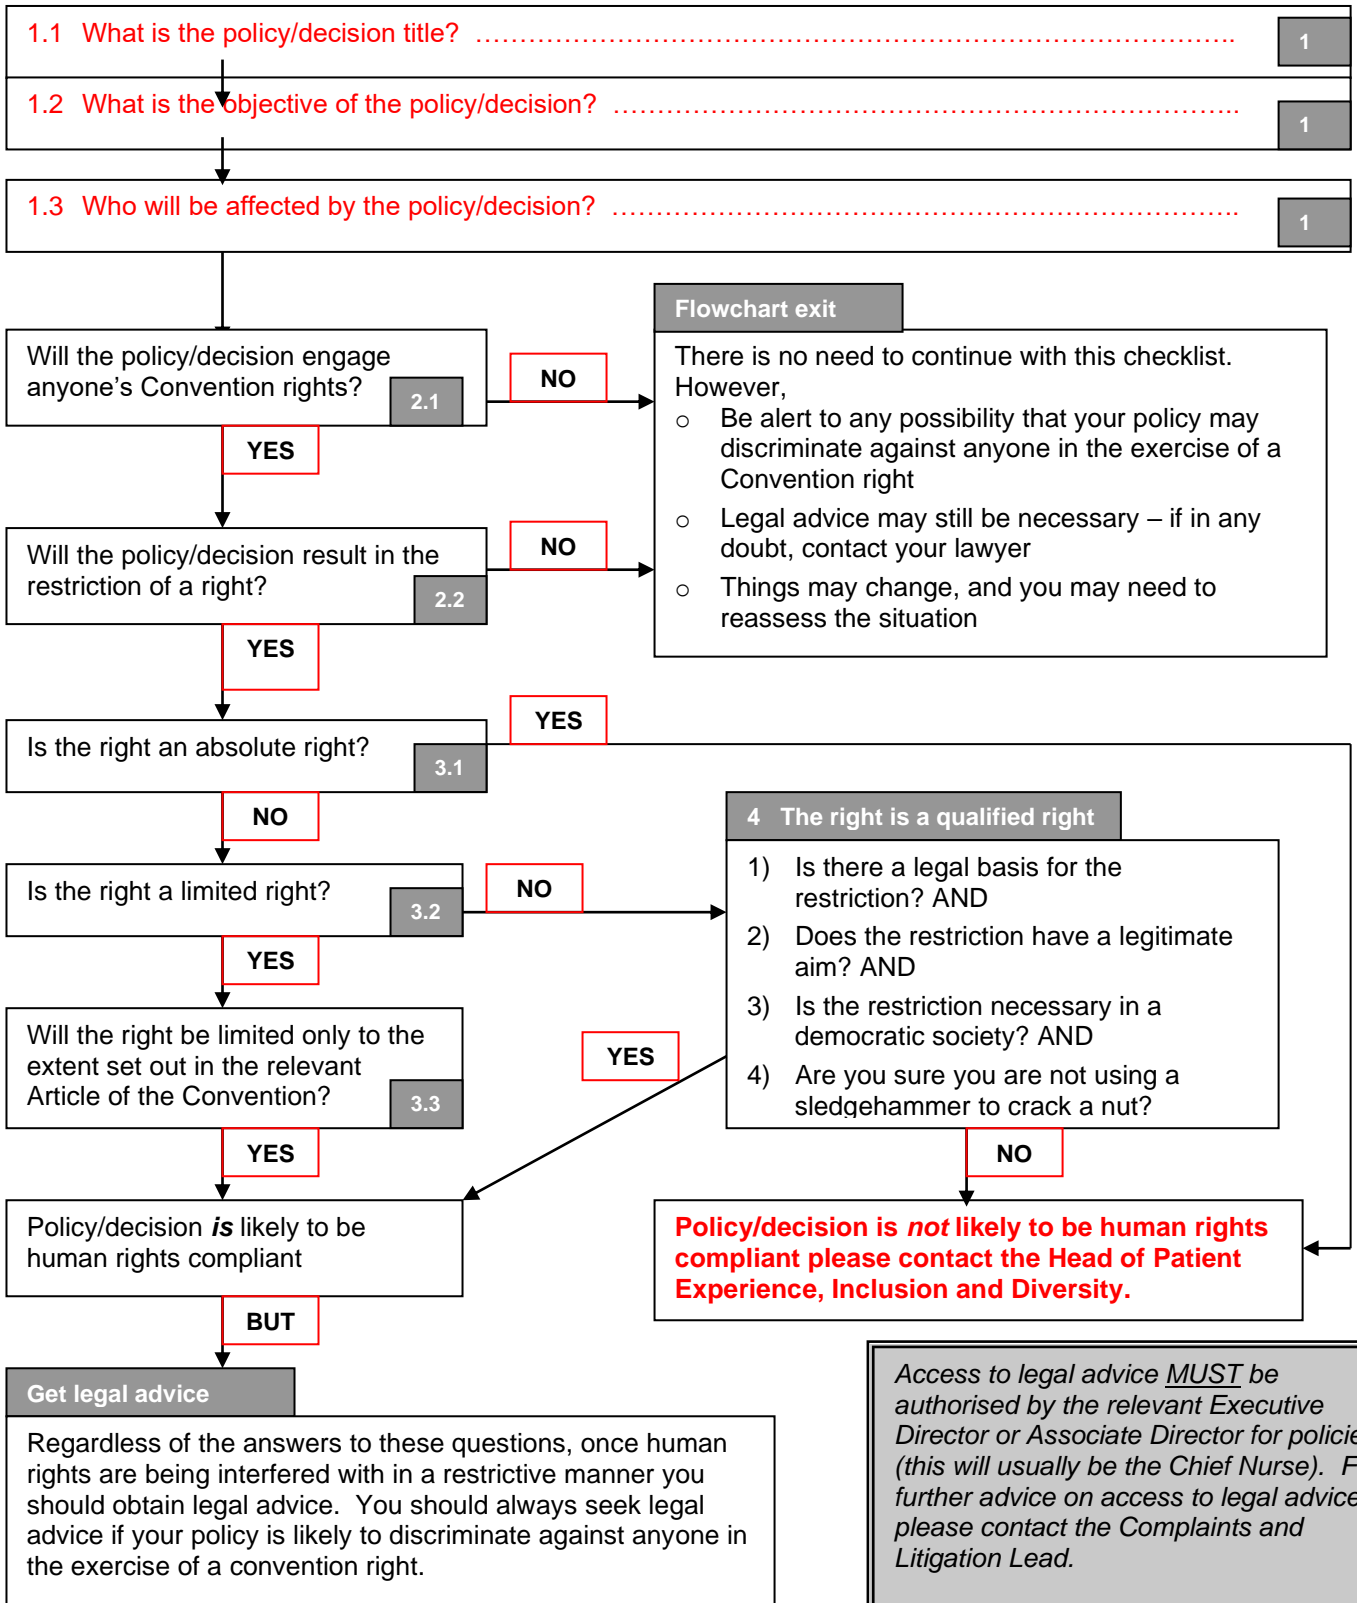 1.1 What is the policy/decision title? ……………………………………………………………………………….
1
1.2 What is the objective of the policy/decision? …………………………………………………………………..
1
1.3 Who will be affected by the policy/decision? ………………………………………………………………….
1
Will the policy/decision engage
anyone’s Convention rights?
2.1
NO
YES
Flowchart exit
There is no need to continue with this checklist.
However,
o Be alert to any possibility that your policy may
discriminate against anyone in the exercise of a
Convention right
o Legal advice may still be necessary – if in any
doubt, contact your lawyer
o Things may change, and you may need to
reassess the situation
Will the policy/decision result in the
restriction of a right?
2.2
NO
YES
Is the right an absolute right?
3.1
YES
NO
Is the right a limited right?
3.2
NO
YES
4 The right is a qualified right
1) Is there a legal basis for the
restriction? AND
2) Does the restriction have a legitimate
aim? AND
3) Is the restriction necessary in a
democratic society? AND
4) Are you sure you are not using a
sledgehammer to crack a nut?
YES
NO
Will the right be limited only to the
extent set out in the relevant
Article of the Convention?
3.3
YES
Policy/decision is likely to be
human rights compliant
BUT
Policy/decision is not likely to be human rights
compliant please contact the Head of Patient
Experience, Inclusion and Diversity.
Get legal advice
Regardless of the answers to these questions, once human
rights are being interfered with in a restrictive manner you
should obtain legal advice. You should always seek legal
advice if your policy is likely to discriminate against anyone in
the exercise of a convention right.
Access to legal advice MUST be
authorised by the relevant Executive
Director or Associate Director for
(this will usually be the Chief Nurse).
further advice on access to legal advice
please contact the Complaints and
Litigation Lead.